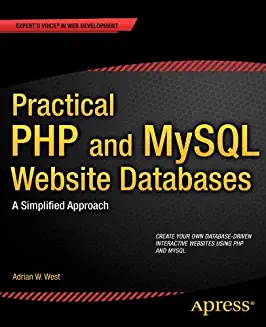 EXPERT'S VOICE® IN WEB DEVELOPMENT
Practical
PHP and MySQL
Website Databases
A Simplified Approach
CREATE YOUR OWN DATABASE-DRIVEN
INTERACTIVE WEBSITES USING PHP
AND MYSQL
Adrian W. West
Apress®